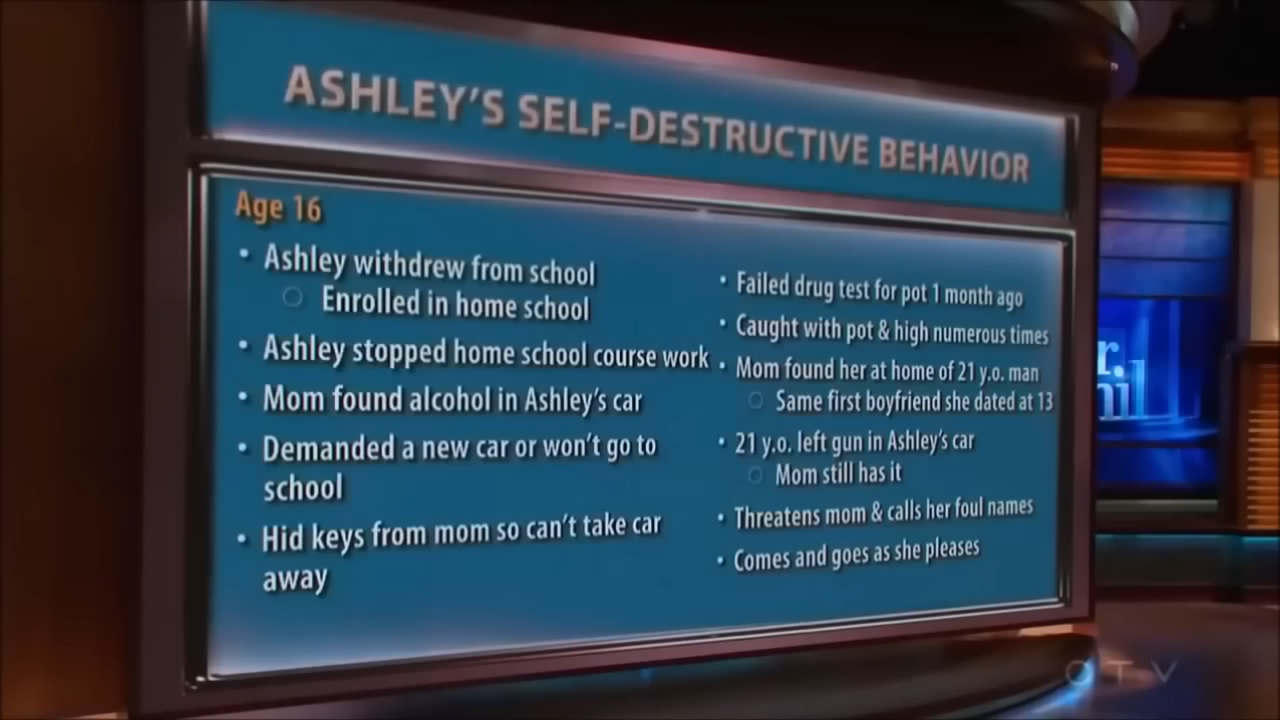 ASHLEY'S SELF-DESTRUCTIVE BEHAVIOR
Age 16
• Ashley withdrew from school
○ Enrolled in home school
• Ashley stopped home school course work
• Mom found alcohol in Ashley's car
• Demanded a new car or won't go to
school
• Hid keys from mom so can't take car
away
• Failed drug test for pot 1 month ago
• Caught with pot & high numerous times
• Mom found her at home of 21 y.o. man
○ Same first boyfriend she dated at 13
• 21 y.o. left gun in Ashley's car
○ Mom still has it
• Threatens mom & calls her foul names
• Comes and goes as she pleases
r.
hil
CTV